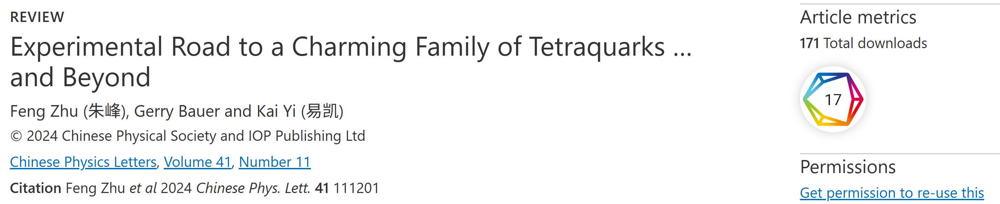 REVIEW
Experimental Road to a Charming Family of Tetraquarks …
and Beyond
Feng Zhu (朱峰), Gerry Bauer and Kai Yi (易凯)
© 2024 Chinese Physical Society and IOP Publishing Ltd
Chinese Physics Letters, Volume 41, Number 11
Citation Feng Zhu et al 2024 Chinese Phys. Lett. 41 111201
Article metrics
171 Total downloads
17
Permissions
Get permission to re-use this